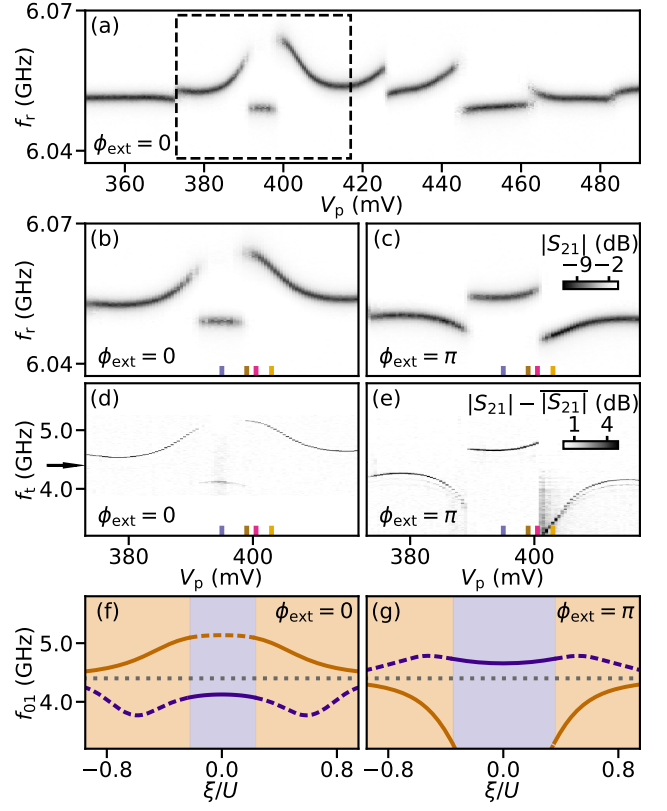 6.07
(a)
f_r (GHz)
ϕ_ext = 0
6.04
360 380 400 420 440 460 480
V_p (mV)
6.07
(b)
(c)
|S_21| (dB)
−9 −2
f_r (GHz)
ϕ_ext = 0
ϕ_ext = π
6.04
(d)
(e)
|S_21| − \overline{|S_21|} (dB)
1 4
5.0
f_t (GHz)
4.0
ϕ_ext = 0
ϕ_ext = π
380 400
380 400
V_p (mV)
V_p (mV)
(f)
ϕ_ext = 0
(g)
ϕ_ext = π
5.0
f_01 (GHz)
4.0
−0.8 0.0 0.8
−0.8 0.0 0.8
ξ/U
ξ/U